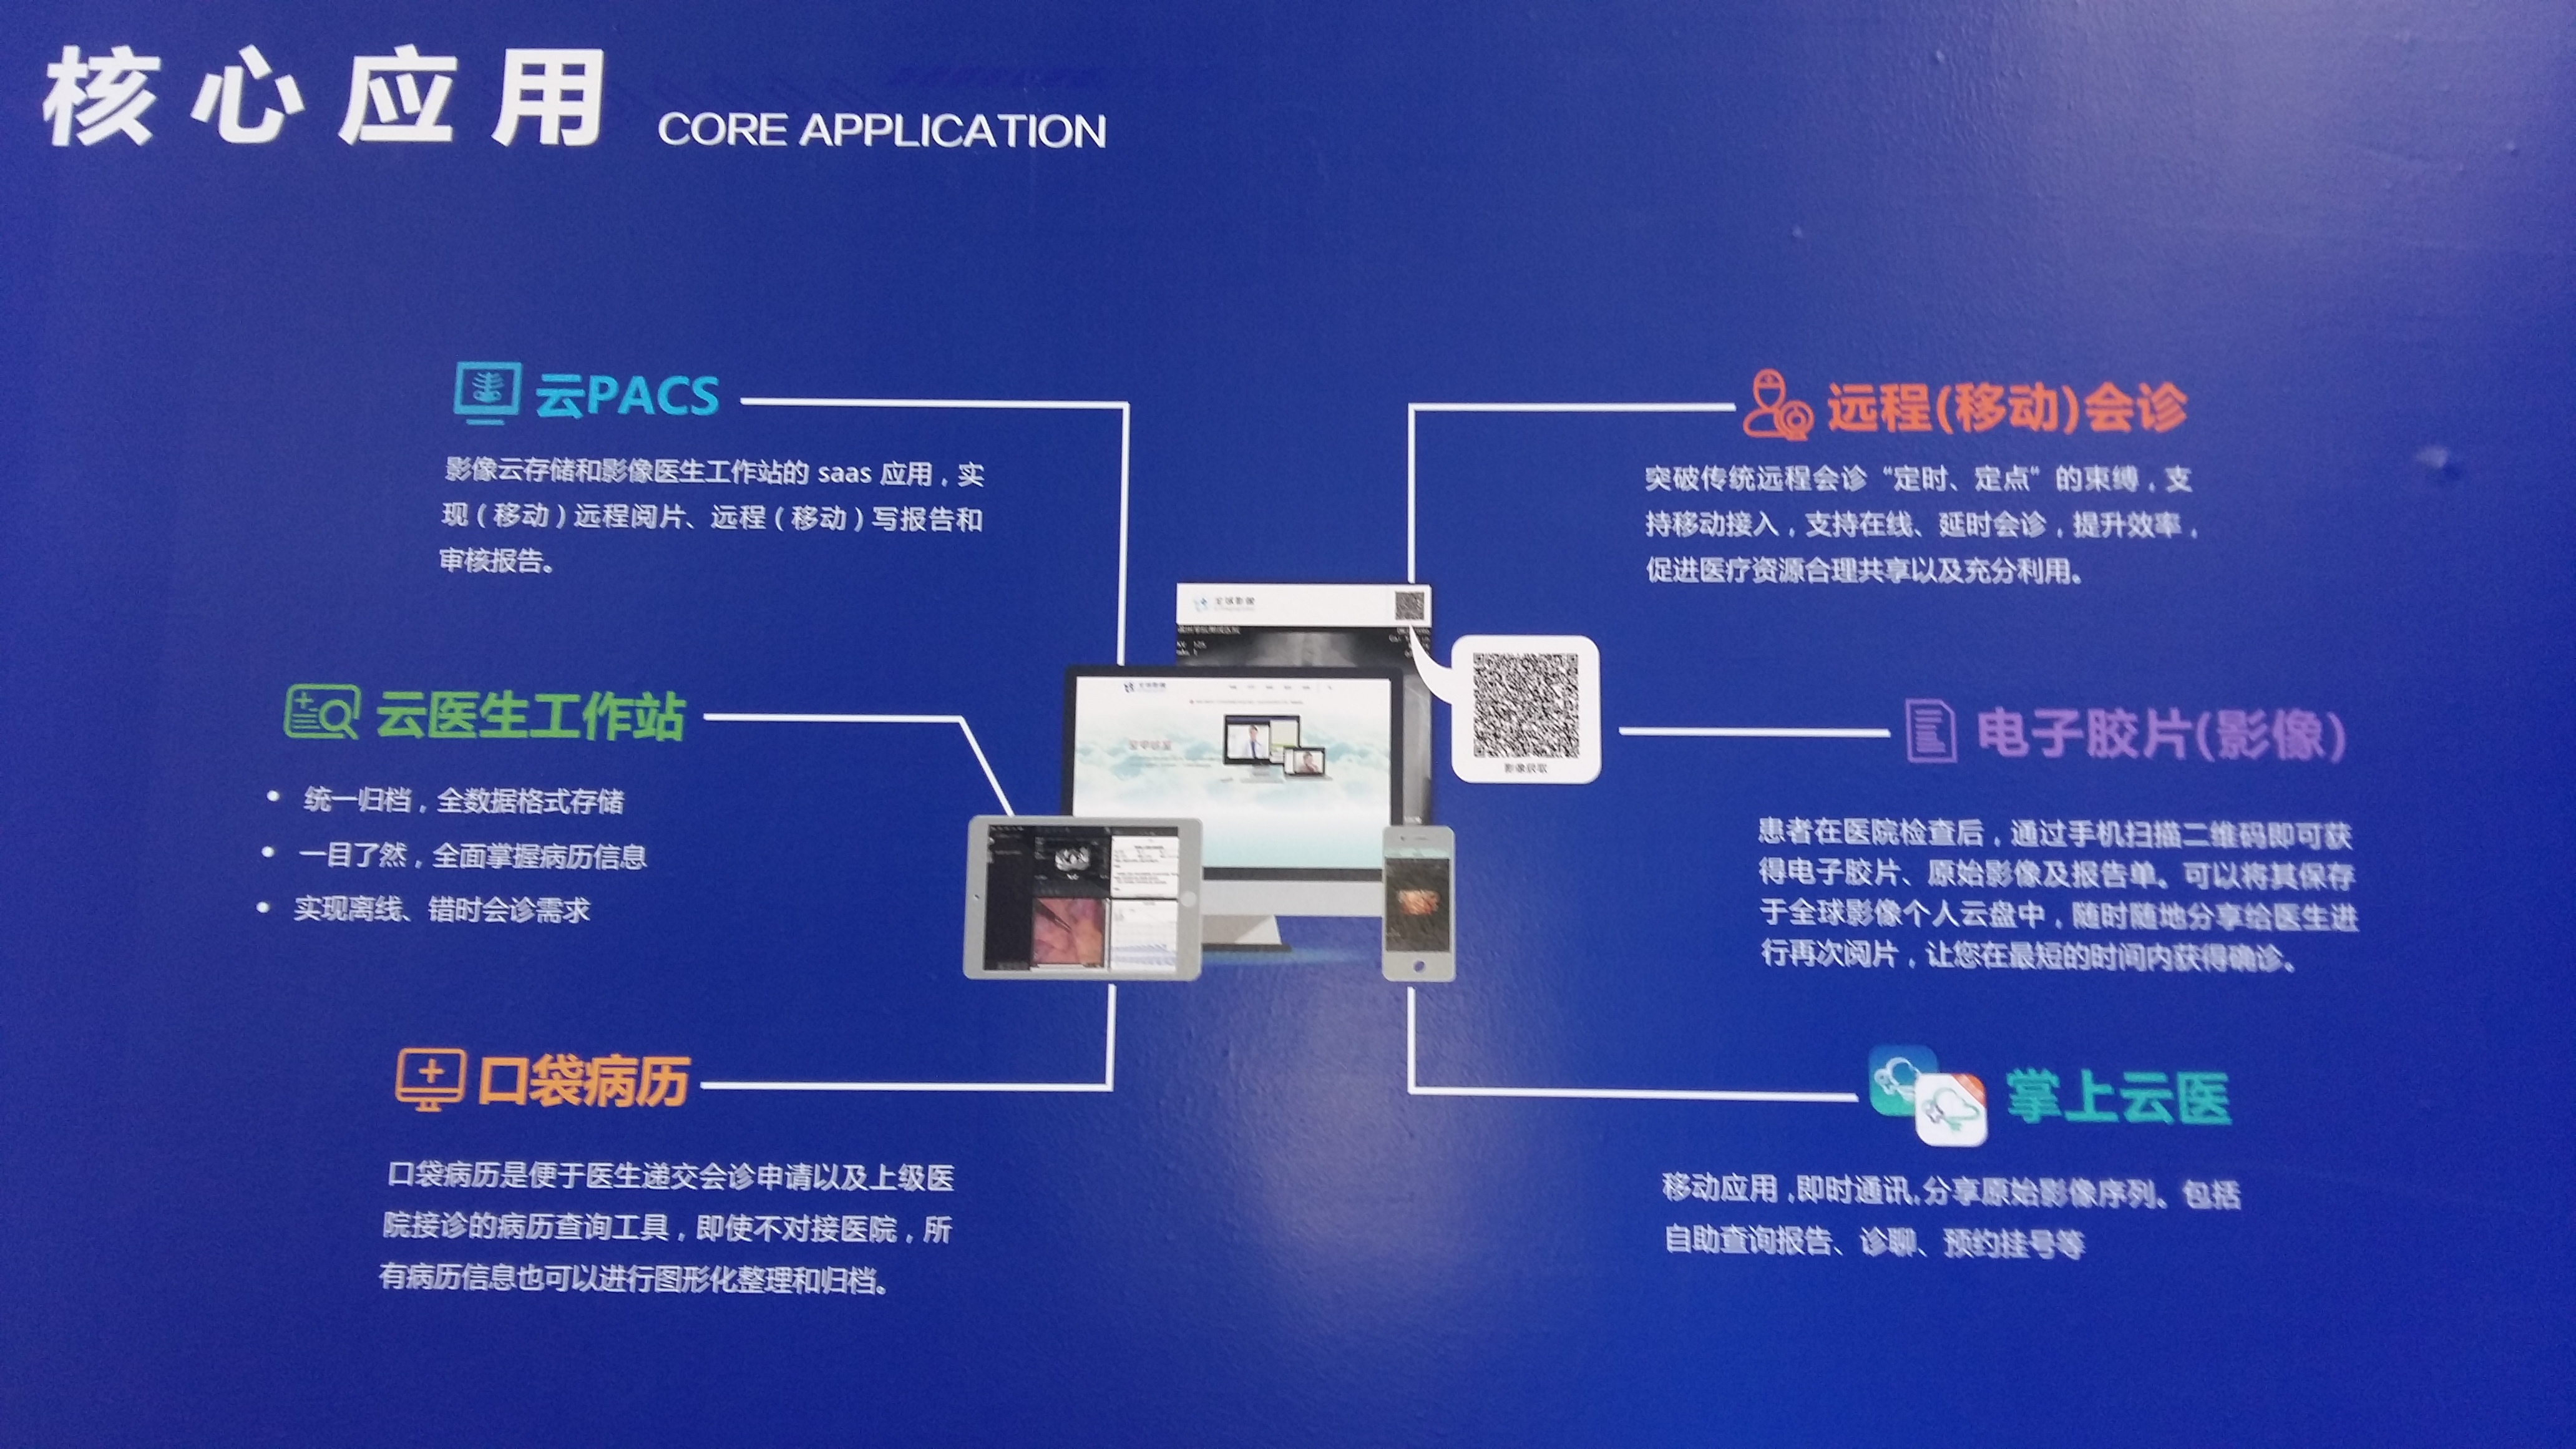 核心应用 CORE APPLICATION
云PACS
影像云存储和影像医生工作站的 saas 应用，实
现（移动）远程阅片、远程（移动）写报告和
审核报告。
云医生工作站
• 统一归档，全数据格式存储
• 一目了然，全面掌握病历信息
• 实现离线、错时会诊需求
口袋病历
口袋病历是便于医生递交会诊申请以及上级医
院接诊的病历查询工具，即使不对接医院，所
有病历信息也可以进行图形化整理和归档。
全球影像
全球影像
影像获取
远程(移动)会诊
突破传统远程会诊“定时、定点”的束缚，支
持移动接入，支持在线、延时会诊，提升效率，
促进医疗资源合理共享以及充分利用。
电子胶片(影像)
患者在医院检查后，通过手机扫描二维码即可获
得电子胶片、原始影像及报告单。可以将其保存
于全球影像个人云盘中，随时随地分享给医生进
行再次阅片，让您在最短的时间内获得确诊。
掌上云医
移动应用,即时通讯,分享原始影像序列。包括
自助查询报告、诊聊、预约挂号等